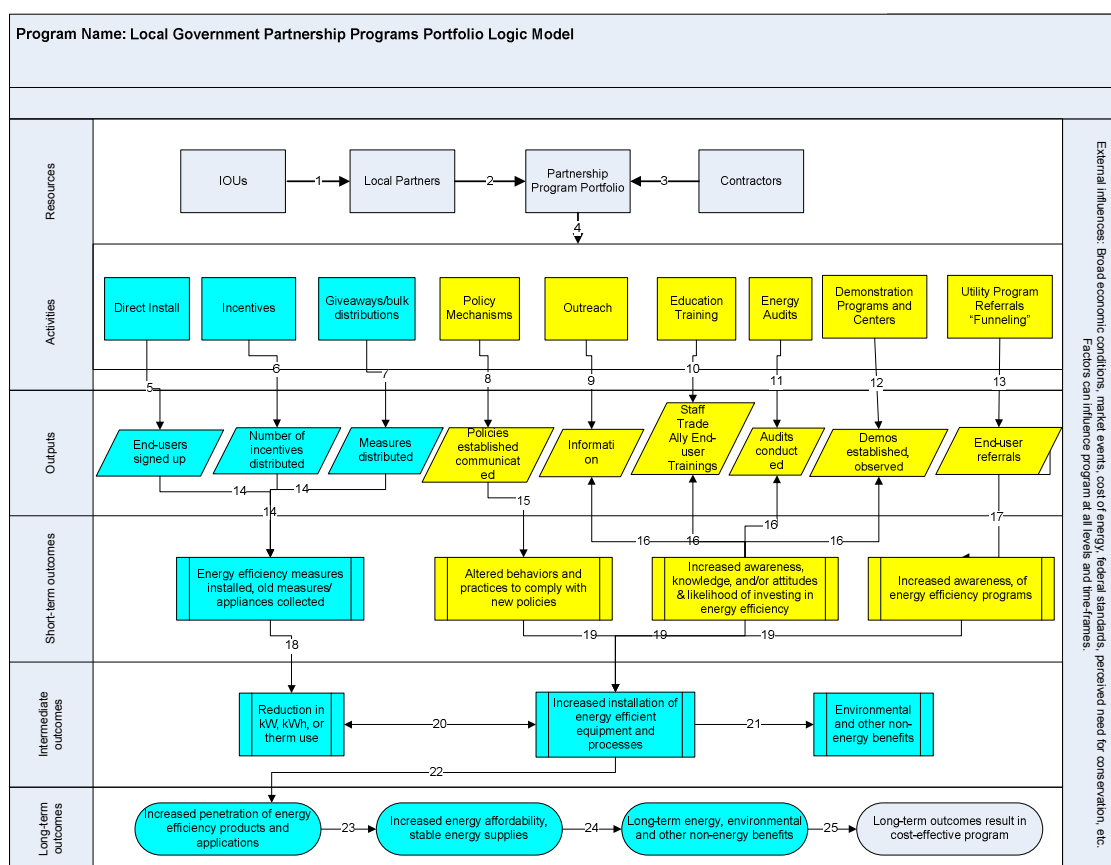 Program Name: Local Government Partnership Programs Portfolio Logic Model
Resources
IOUs
1
Local Partners
2
Partnership
Program Portfolio
3
Contractors
4
Activities
Direct Install
Incentives
Giveaways/bulk
distributions
Policy
Mechanisms
Outreach
Education
Training
Energy
Audits
Demonstration
Programs and
Centers
Utility Program
Referrals
“Funneling”
5
6
7
8
9
10
11
12
13
Outputs
End-users
signed up
Number of
incentives
distributed
Measures
distributed
Policies
established
communicat
ed
Informati
on
Staff
Trade
Ally End-
user
Trainings
Audits
conduct
ed
Demos
established,
observed
End-user
referrals
14
14
14
15
16
16
16
16
17
Short-term outcomes
Energy efficiency measures
installed, old measures/
appliances collected
Altered behaviors and
practices to comply with
new policies
Increased awareness,
knowledge, and/or attitudes
& likelihood of investing in
energy efficiency
Increased awareness, of
energy efficiency programs
18
19
19
19
Intermediate
outcomes
Reduction in
kW, kWh, or
therm use
20
Increased installation of
energy efficient
equipment and
processes
21
Environmental
and other non-
energy benefits
22
Long-term
outcomes
Increased penetration of energy
efficiency products and
applications
23
Increased energy affordability,
stable energy supplies
24
Long-term energy, environmental
and other non-energy benefits
25
Long-term outcomes result in
cost-effective program
External influences: Broad economic conditions, market events, cost of energy, federal standards, perceived need for conservation, etc.
Factors can influence program at all levels and time-frames.